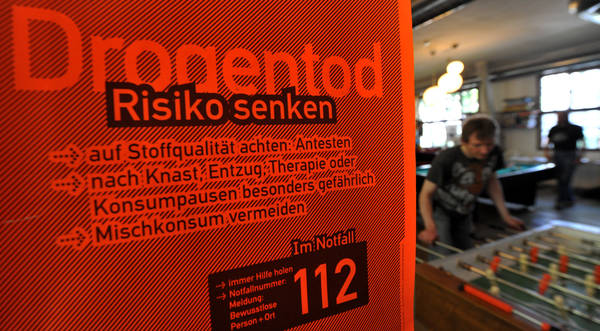 Drogentod
Risiko senken
auf Stoffqualität achten: Antesten
nach Knast, Entzug, Therapie oder
Konsumpausen besonders gefährlich
Mischkonsum vermeiden
Im Notfall
immer Hilfe holen
Notfallnummer:
Meldung:
Bewusstlose
Person + Ort
112